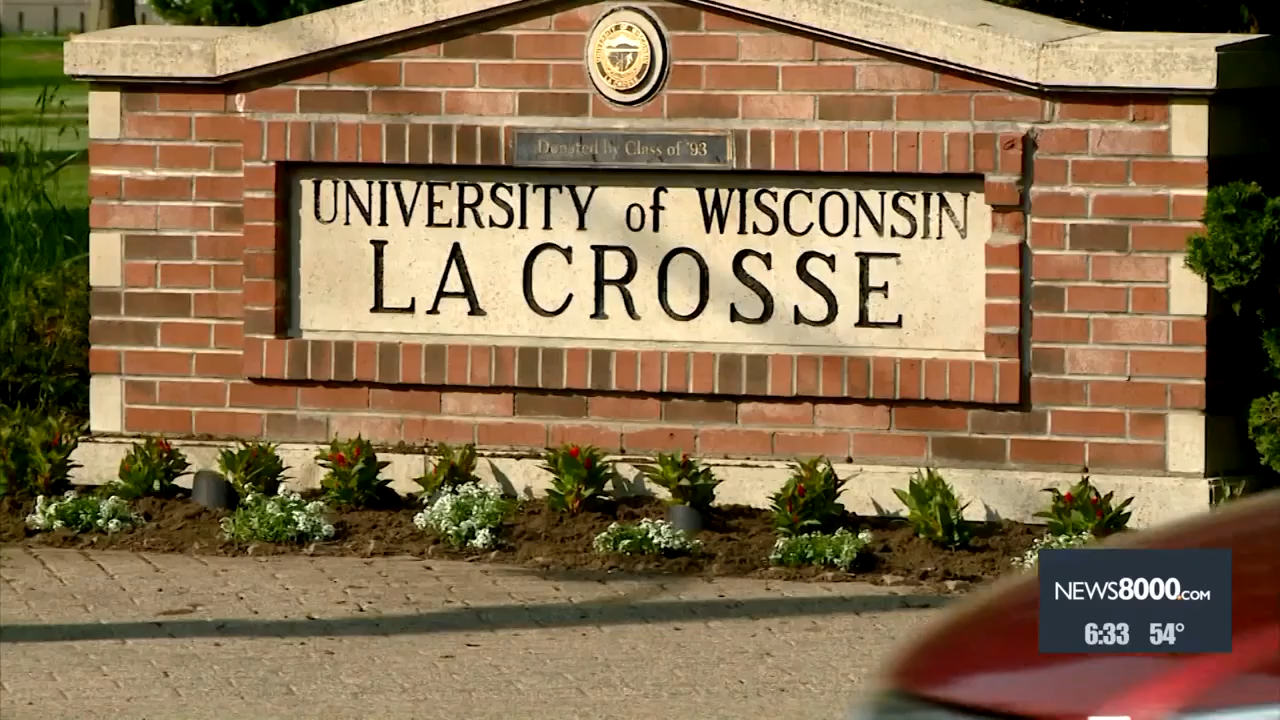 Donated by Class of '93
UNIVERSITY of WISCONSIN
LA CROSSE
NEWS8000.COM
6:33 54°